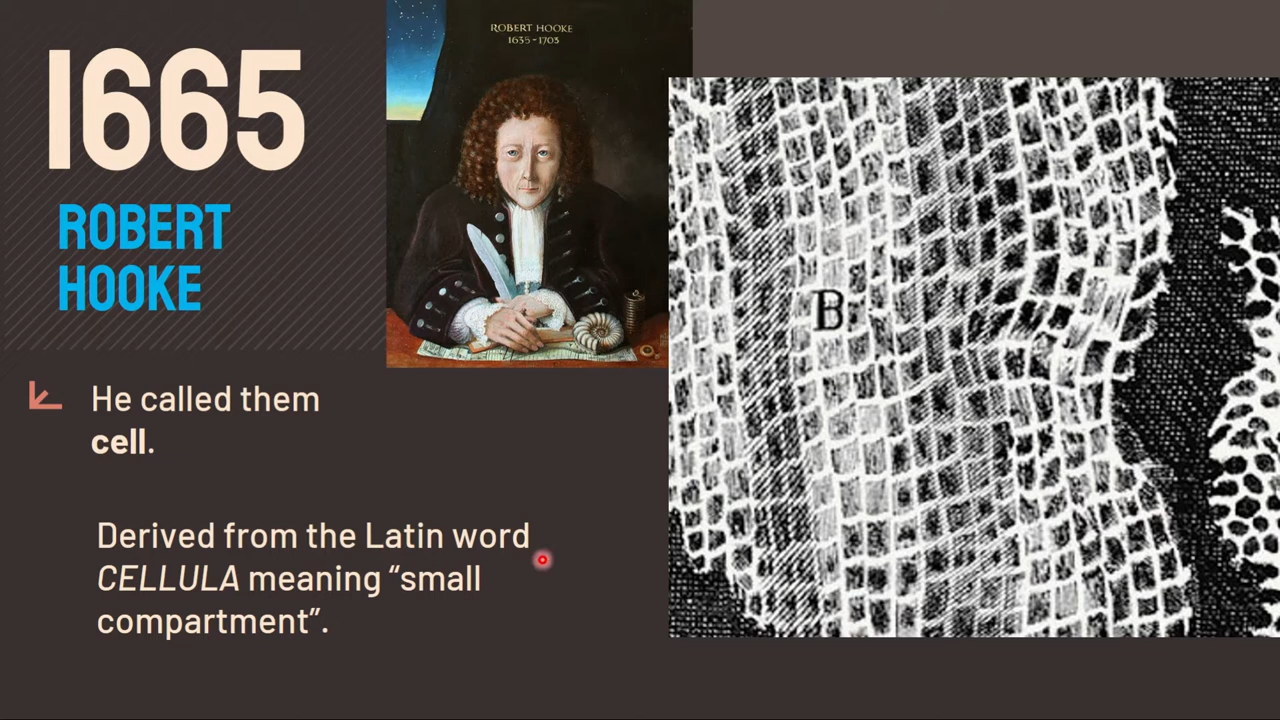 1665
ROBERT
HOOKE
ROBERT HOOKE
1635-1703
B
He called them
cell.
Derived from the Latin word
CELLULA meaning “small
compartment”.